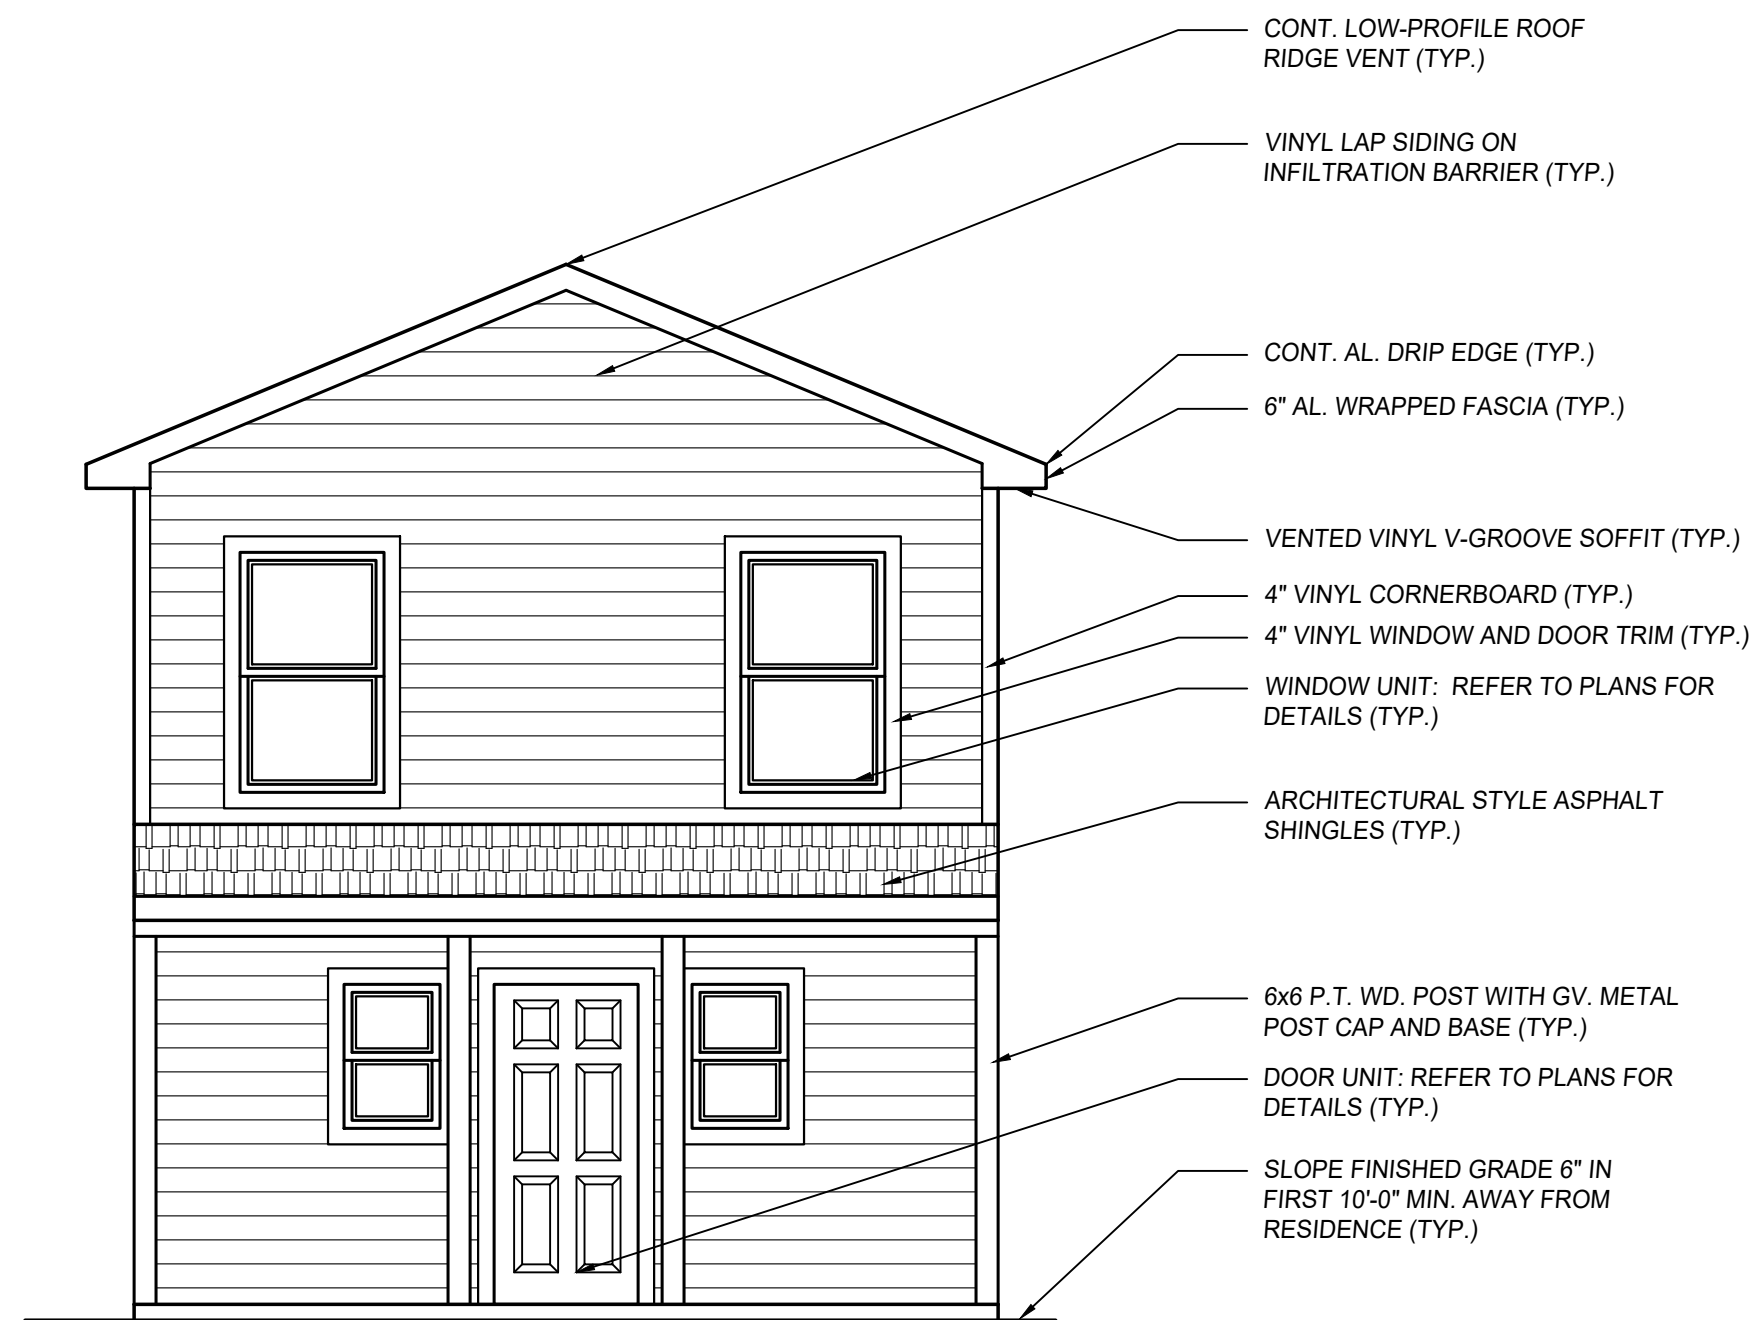 CONT. LOW-PROFILE ROOF
RIDGE VENT (TYP.)
VINYL LAP SIDING ON
INFILTRATION BARRIER (TYP.)
CONT. AL. DRIP EDGE (TYP.)
6" AL. WRAPPED FASCIA (TYP.)
VENTED VINYL V-GROOVE SOFFIT (TYP.)
4" VINYL CORNERBOARD (TYP.)
4" VINYL WINDOW AND DOOR TRIM (TYP.)
WINDOW UNIT:  REFER TO PLANS FOR
DETAILS (TYP.)
ARCHITECTURAL STYLE ASPHALT
SHINGLES (TYP.)
6x6 P.T. WD. POST WITH GV. METAL
POST CAP AND BASE (TYP.)
DOOR UNIT: REFER TO PLANS FOR
DETAILS (TYP.)
SLOPE FINISHED GRADE 6" IN
FIRST 10'-0" MIN. AWAY FROM
RESIDENCE (TYP.)